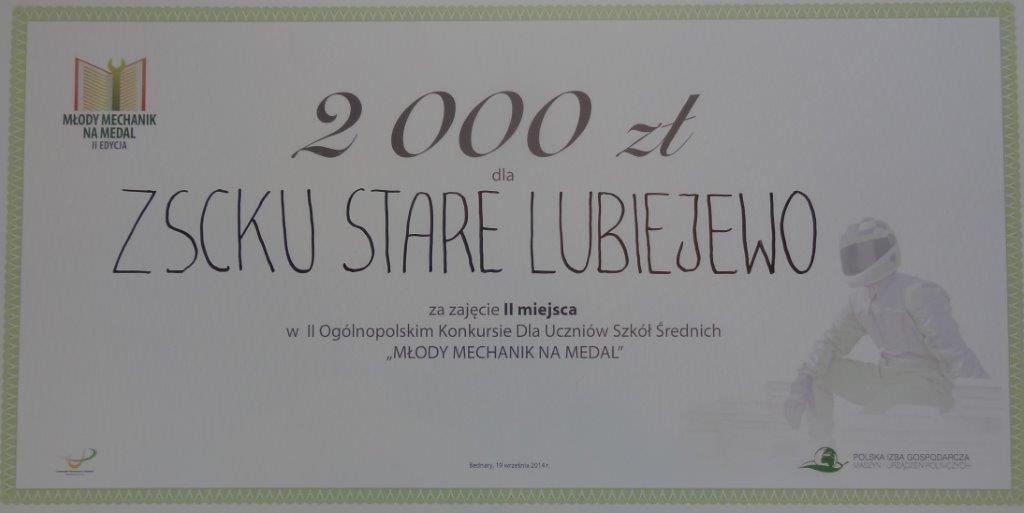 MŁODY MECHANIK
NA MEDAL
II EDYCJA
2 000 zł
dla
ZSCKU STARE LUBIEJEWO
za zajęcie II miejsca
w II Ogólnopolskim Konkursie Dla Uczniów Szkół Średnich
„MŁODY MECHANIK NA MEDAL”
Bednary, 19 września 2014 r.
POLSKA IZBA GOSPODARCZA
MASZYN I URZĄDZEŃ ROLNICZYCH